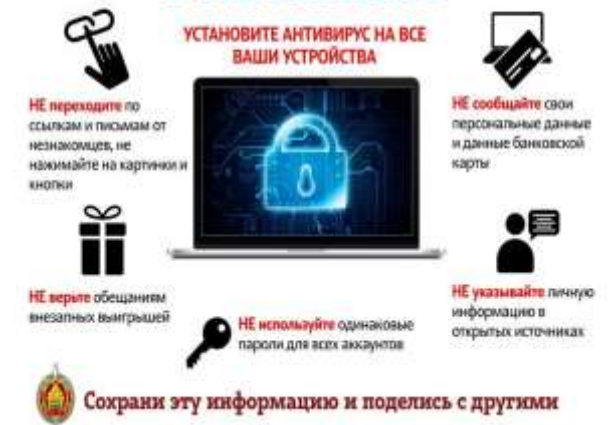 УСТАНОВИТЕ АНТИВИРУС НА ВСЕ
ВАШИ УСТРОЙСТВА
НЕ переходите по
ссылкам и письмам от
незнакомцев, не
нажимайте на картинки и
кнопки
НЕ сообщайте свои
персональные данные
и данные банковской
карты
НЕ верьте обещаниям
внезапных выигрышей
НЕ используйте одинаковые
пароли для всех аккаунтов
НЕ указывайте личную
информацию в
открытых источниках
Сохрани эту информацию и поделись с другими